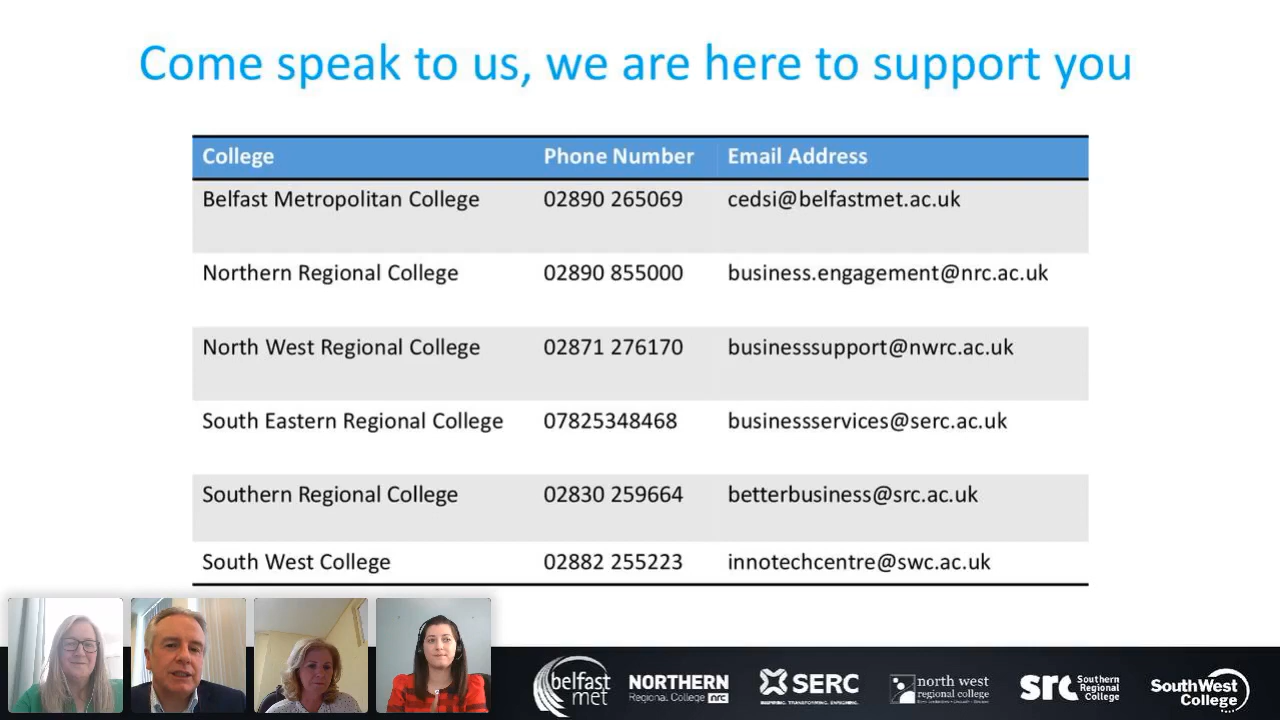 Come speak to us, we are here to support you
College Phone Number Email Address
Belfast Metropolitan College 02890 265069 cedsi@belfastmet.ac.uk
Northern Regional College 02890 855000 business.engagement@nrc.ac.uk
North West Regional College 02871 276170 businesssupport@nwrc.ac.uk
South Eastern Regional College 07825348468 businessservices@serc.ac.uk
Southern Regional College 02830 259664 betterbusiness@src.ac.uk
South West College 02882 255223 innotechcentre@swc.ac.uk
belfast
met
NORTHERN
Regional College nrc
SERC
INSPIRING. TRANSFORMING. ENRICHING.
north west
regional college
src
Southern
Regional
College
SouthWest
College